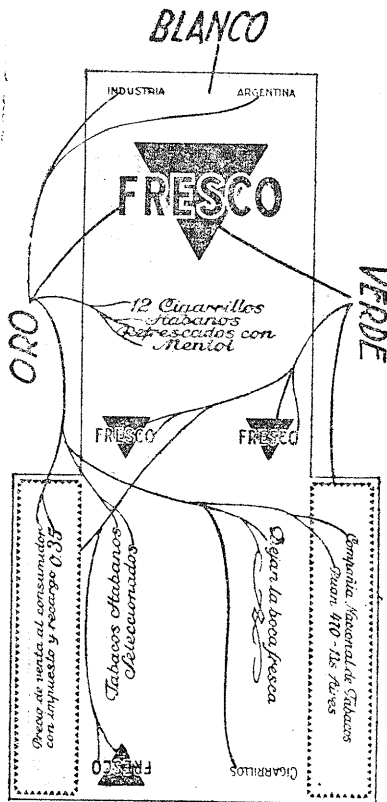 BLANCO
INDUSTRIA ARGENTINA
FRESCO
ORO
VERDE
12 Cigarrillos
Habanos
Refrescados con
Mentol
FRESCO FRESCO
Precio de venta al consumidor
con impuesto y recargo 0.35
Tabacos Habanos
Seleccionados
Dejan la boca fresca
Compañia Nacional de Tabacos
410-Bs Aires
FRESCO
CIGARRILLOS